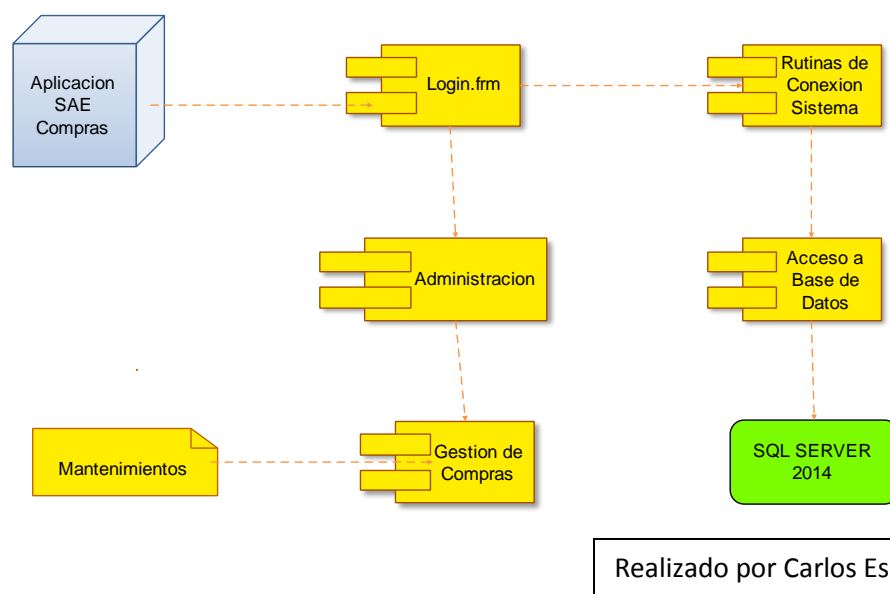 Aplicacion
SAE
Compras
Login.frm
Rutinas de
Conexion
Sistema
Administracion
Acceso a
Base de
Datos
Mantenimientos
Gestion de
Compras
SQL SERVER
2014
Realizado por Carlos Es